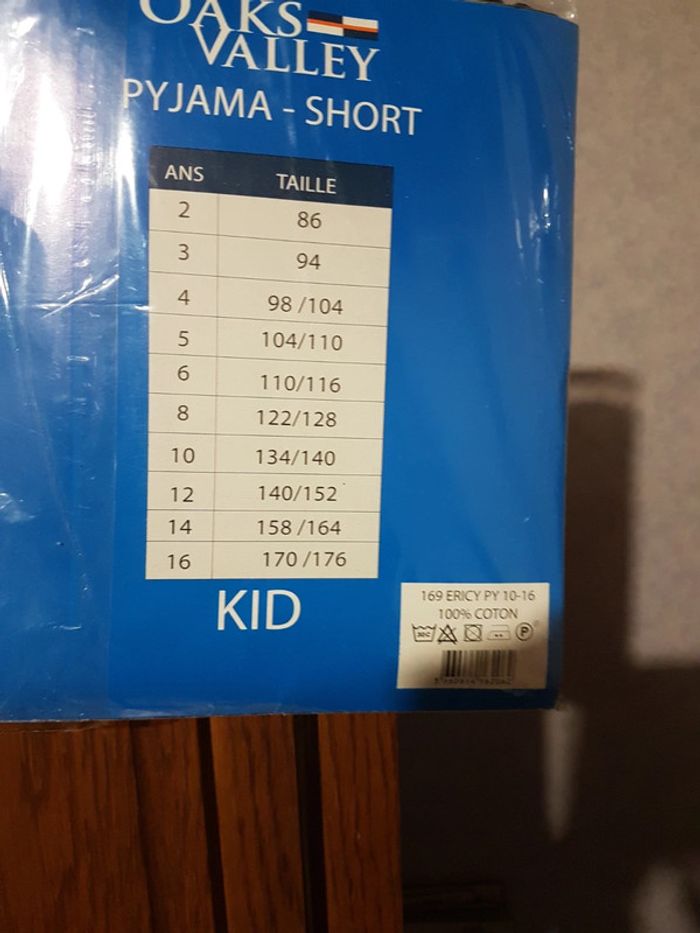 OAKS
VALLEY
PYJAMA - SHORT
ANS TAILLE
2 86
3 94
4 98 /104
5 104/110
6 110/116
8 122/128
10 134/140
12 140/152
14 158 /164
16 170 /176
KID
169 ERICY PY 10-16
100% COTON
30C
P